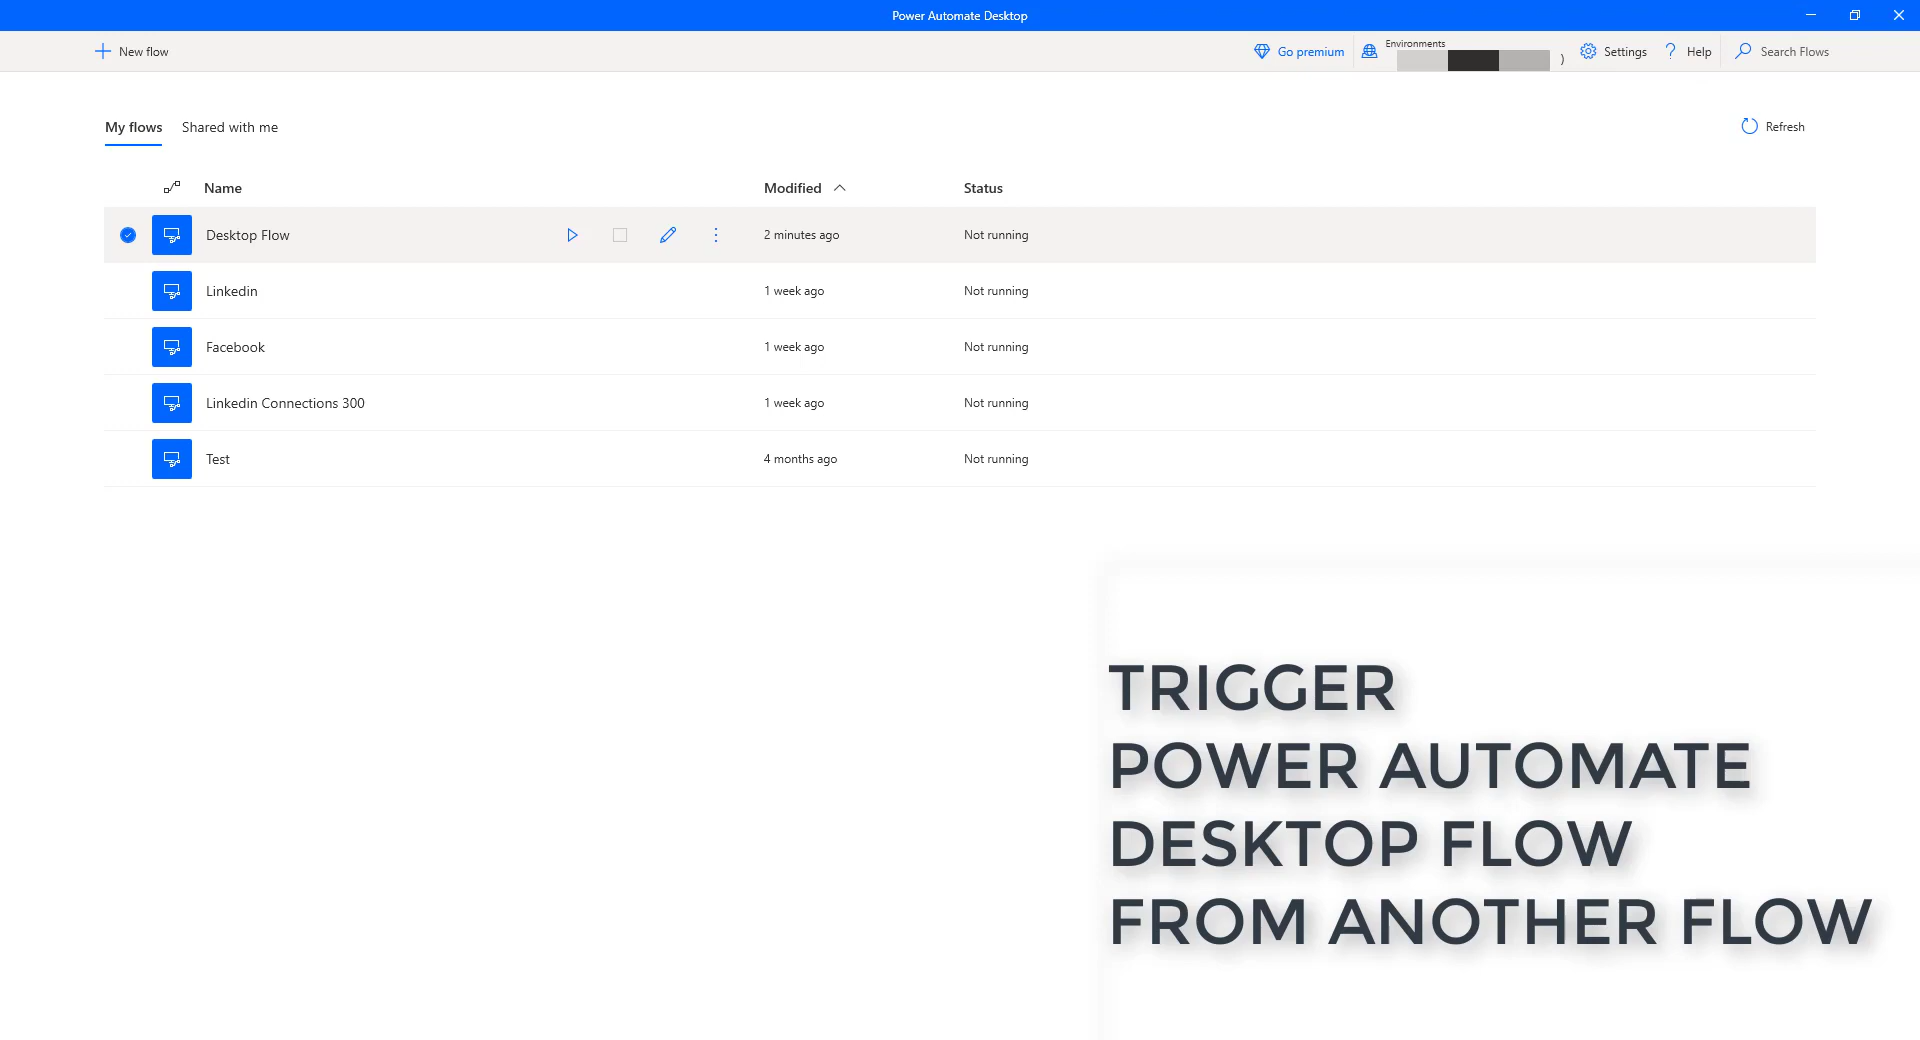 Power Automate Desktop
New flow
Go premium
Environments
)
Settings
? Help
Search Flows
My flows
Shared with me
Refresh
Name Modified Status
Desktop Flow 2 minutes ago Not running
Linkedin 1 week ago Not running
Facebook 1 week ago Not running
Linkedin Connections 300 1 week ago Not running
Test 4 months ago Not running
TRIGGER
POWER AUTOMATE
DESKTOP FLOW
FROM ANOTHER FLOW